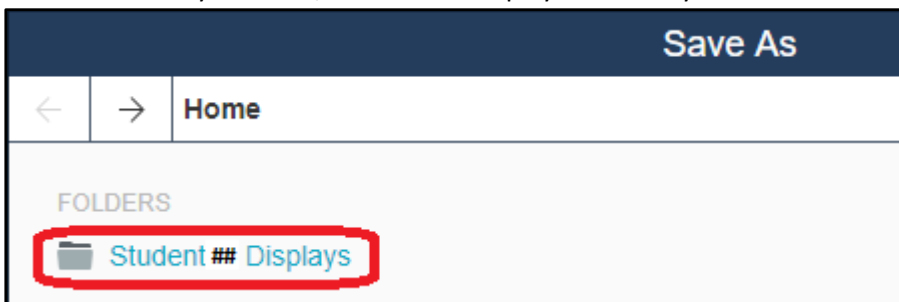 Save As
← → Home
FOLDERS
Student ## Displays